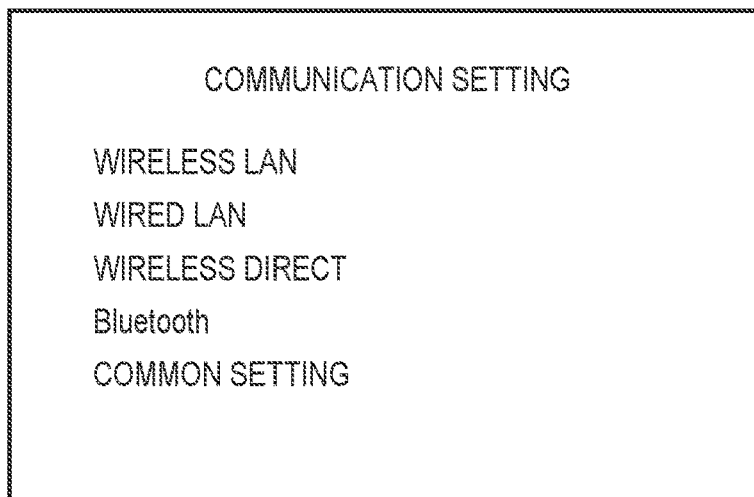 COMMUNICATION SETTING
WIRELESS LAN
WIRED LAN
WIRELESS DIRECT
Bluetooth
COMMON SETTING